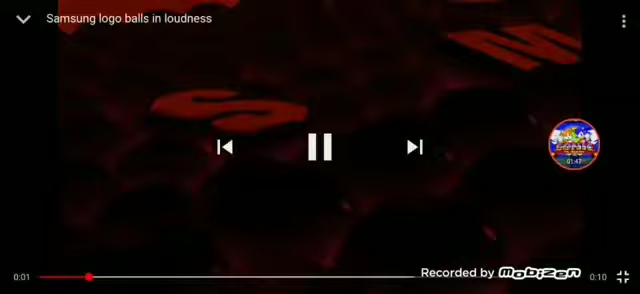 Samsung logo balls in loudness
M
S
01:47
0:01
Recorded by Mobizen
0:10